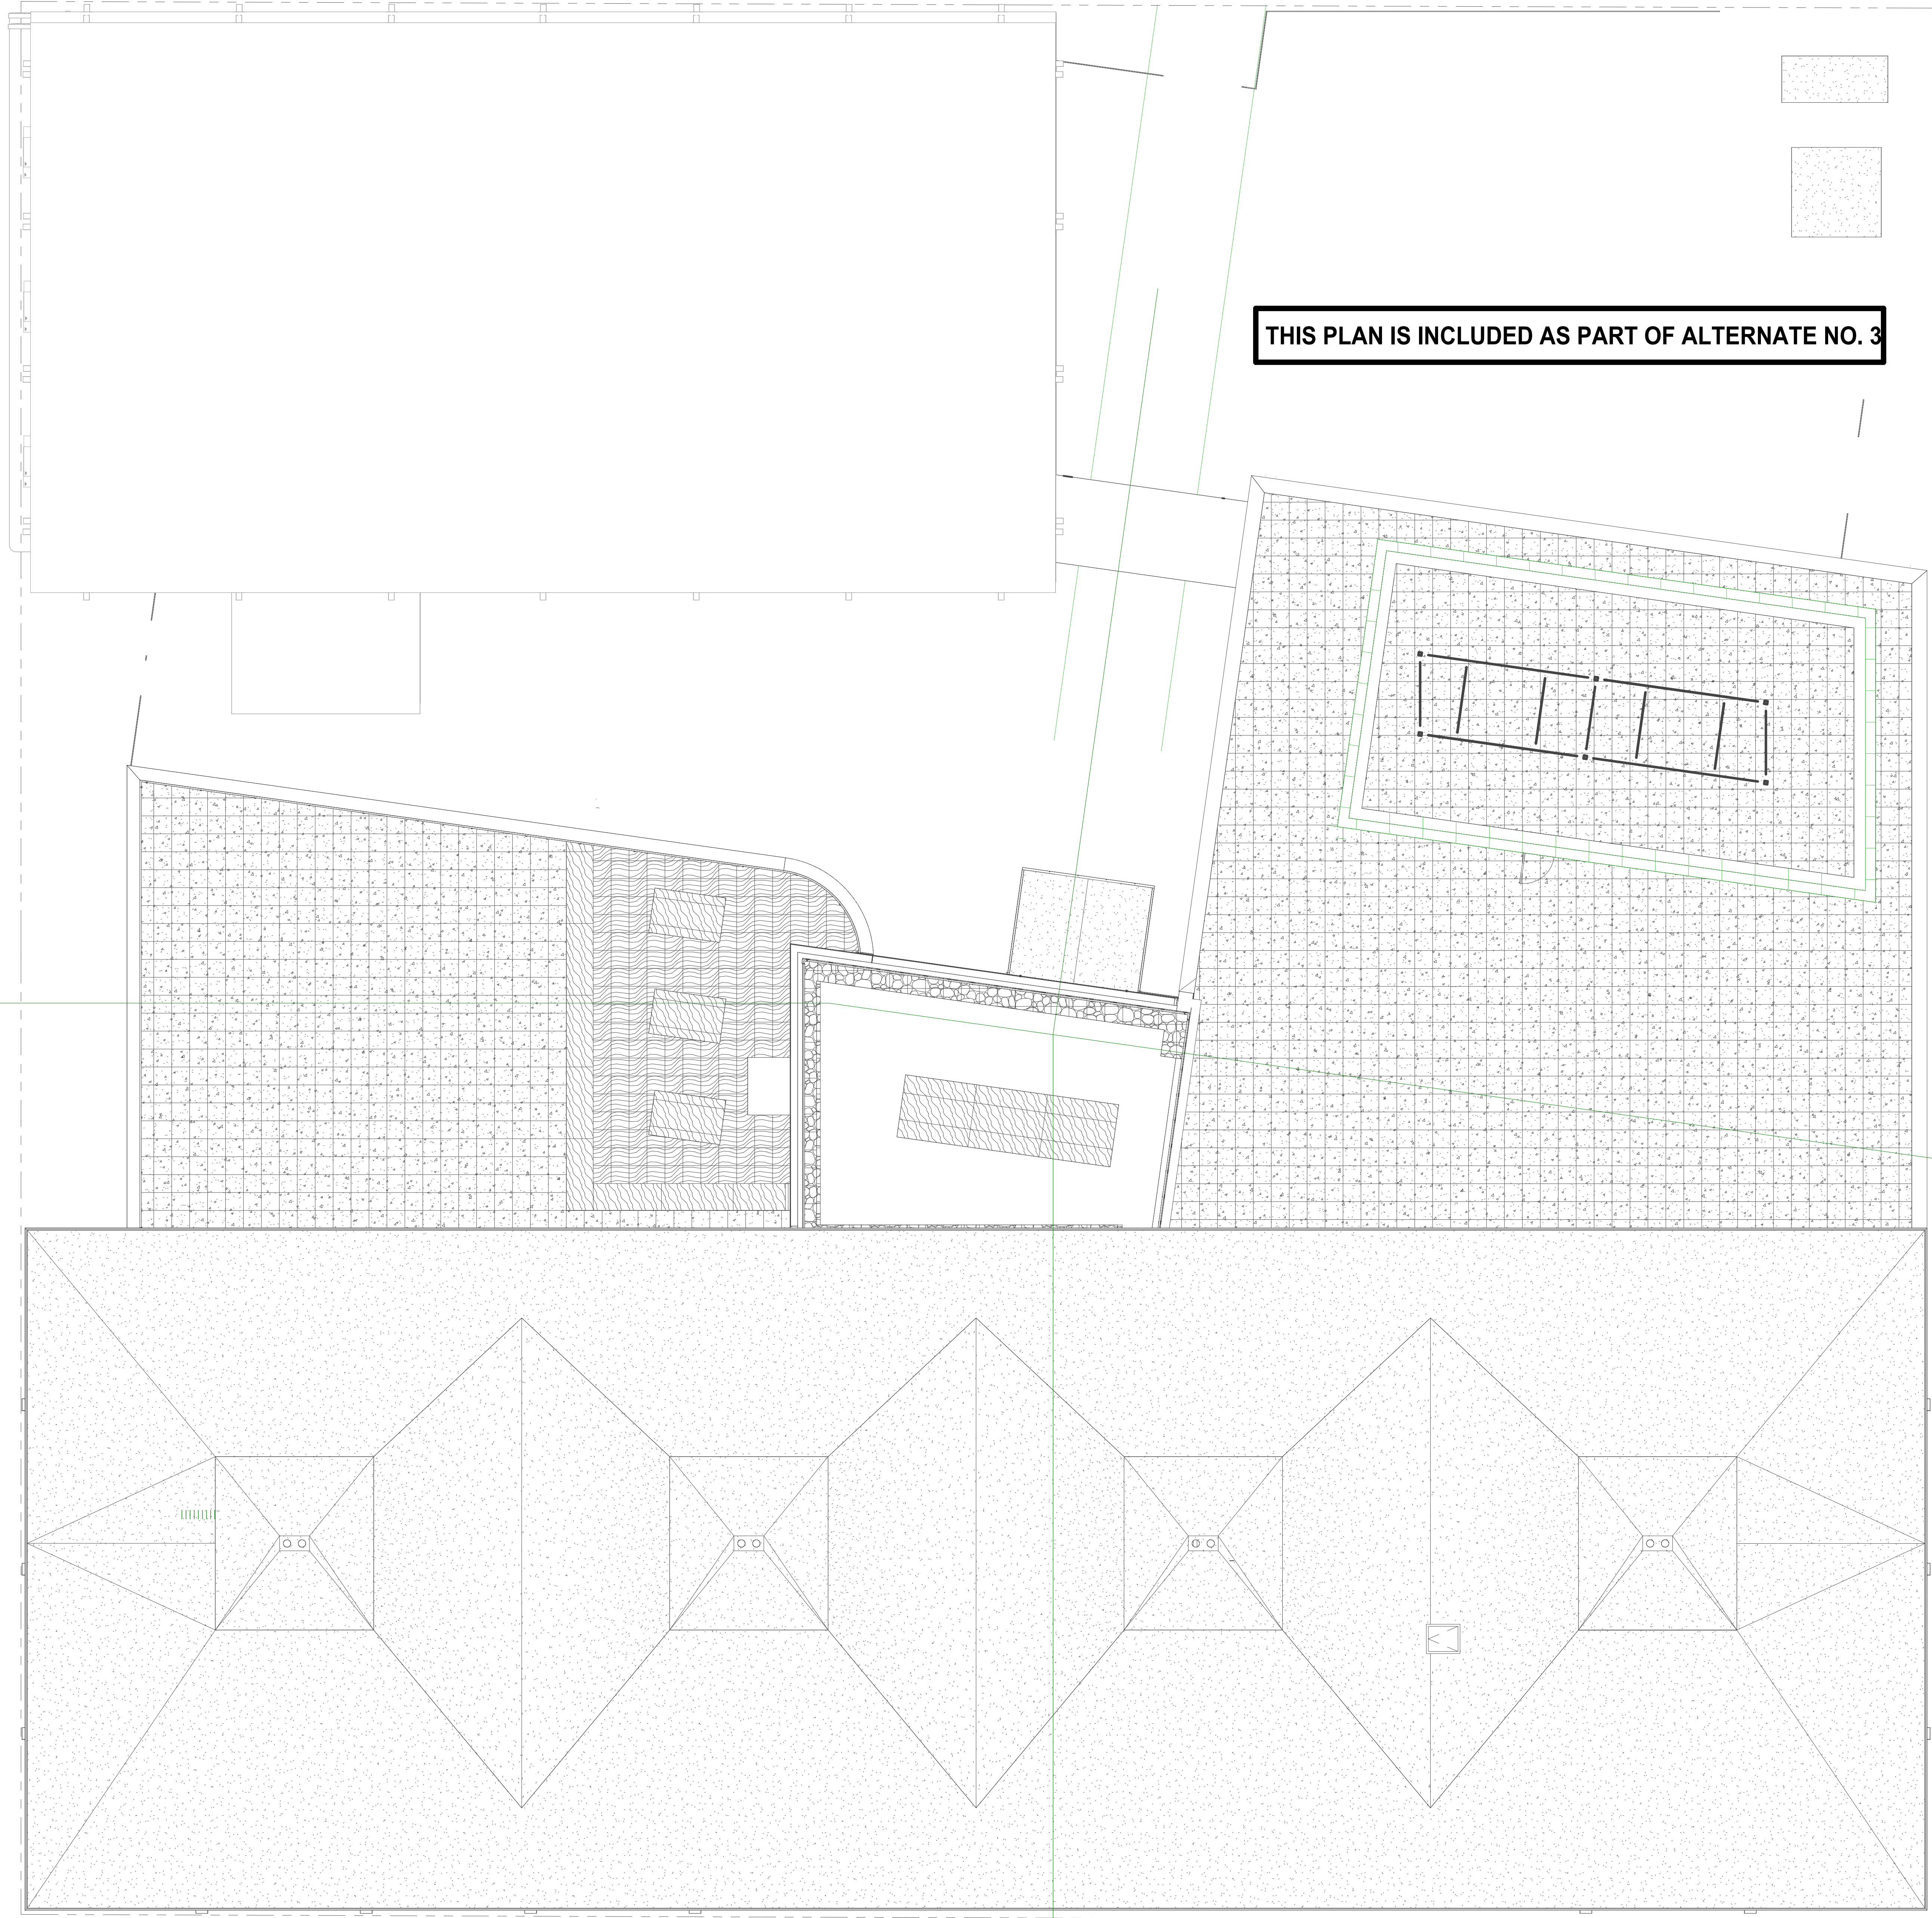 THIS PLAN IS INCLUDED AS PART OF ALTERNATE NO. 3